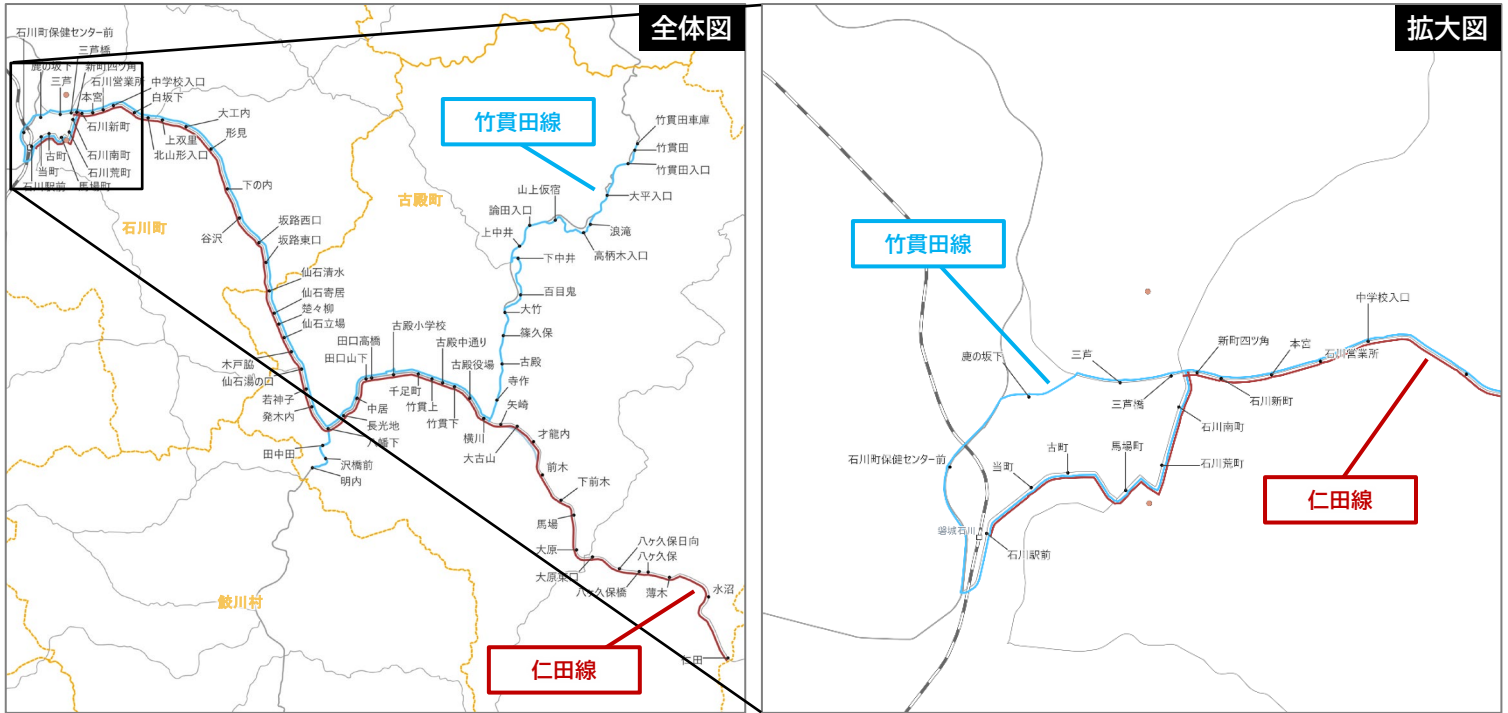 全体図
石川町保健センター前
三芦橋
鹿の坂下
新町四ツ角
三芦
石川営業所
中学校入口
本宮
白坂下
石川新町
大工内
上双里
形見
北山形入口
石川南町
古町
石川荒町
当町
石川駅前
馬場町
竹貫田線
竹貫田車庫
竹貫田
竹貫田入口
大平入口
山上仮宿
論田入口
浪滝
上中井
高柄木入口
下中井
百目鬼
大竹
篠久保
古殿
寺作
下の内
古殿町
石川町
坂路西口
谷沢
坂路東口
仙石清水
仙石寄居
楚々柳
仙石立場
木戸脇
仙石湯の口
若神子
発木内
田口高橋
田口山下
古殿小学校
古殿中通り
古殿役場
千足町
竹貫上
竹貫下
中居
長光地
八幡下
横川
矢崎
大古山
才龍内
田中田
沢橋前
明内
前木
下前木
馬場
大原
大原東口
八ヶ久保日向
八ヶ久保
八ヶ久保橋
薄木
水沼
鮫川村
仁田線
仁田
拡大図
竹貫田線
中学校入口
新町四ツ角
本宮
石川営業所
三芦
鹿の坂下
三芦橋
石川新町
石川南町
石川町保健センター前
古町
馬場町
当町
石川荒町
仁田線
磐城石川
石川駅前